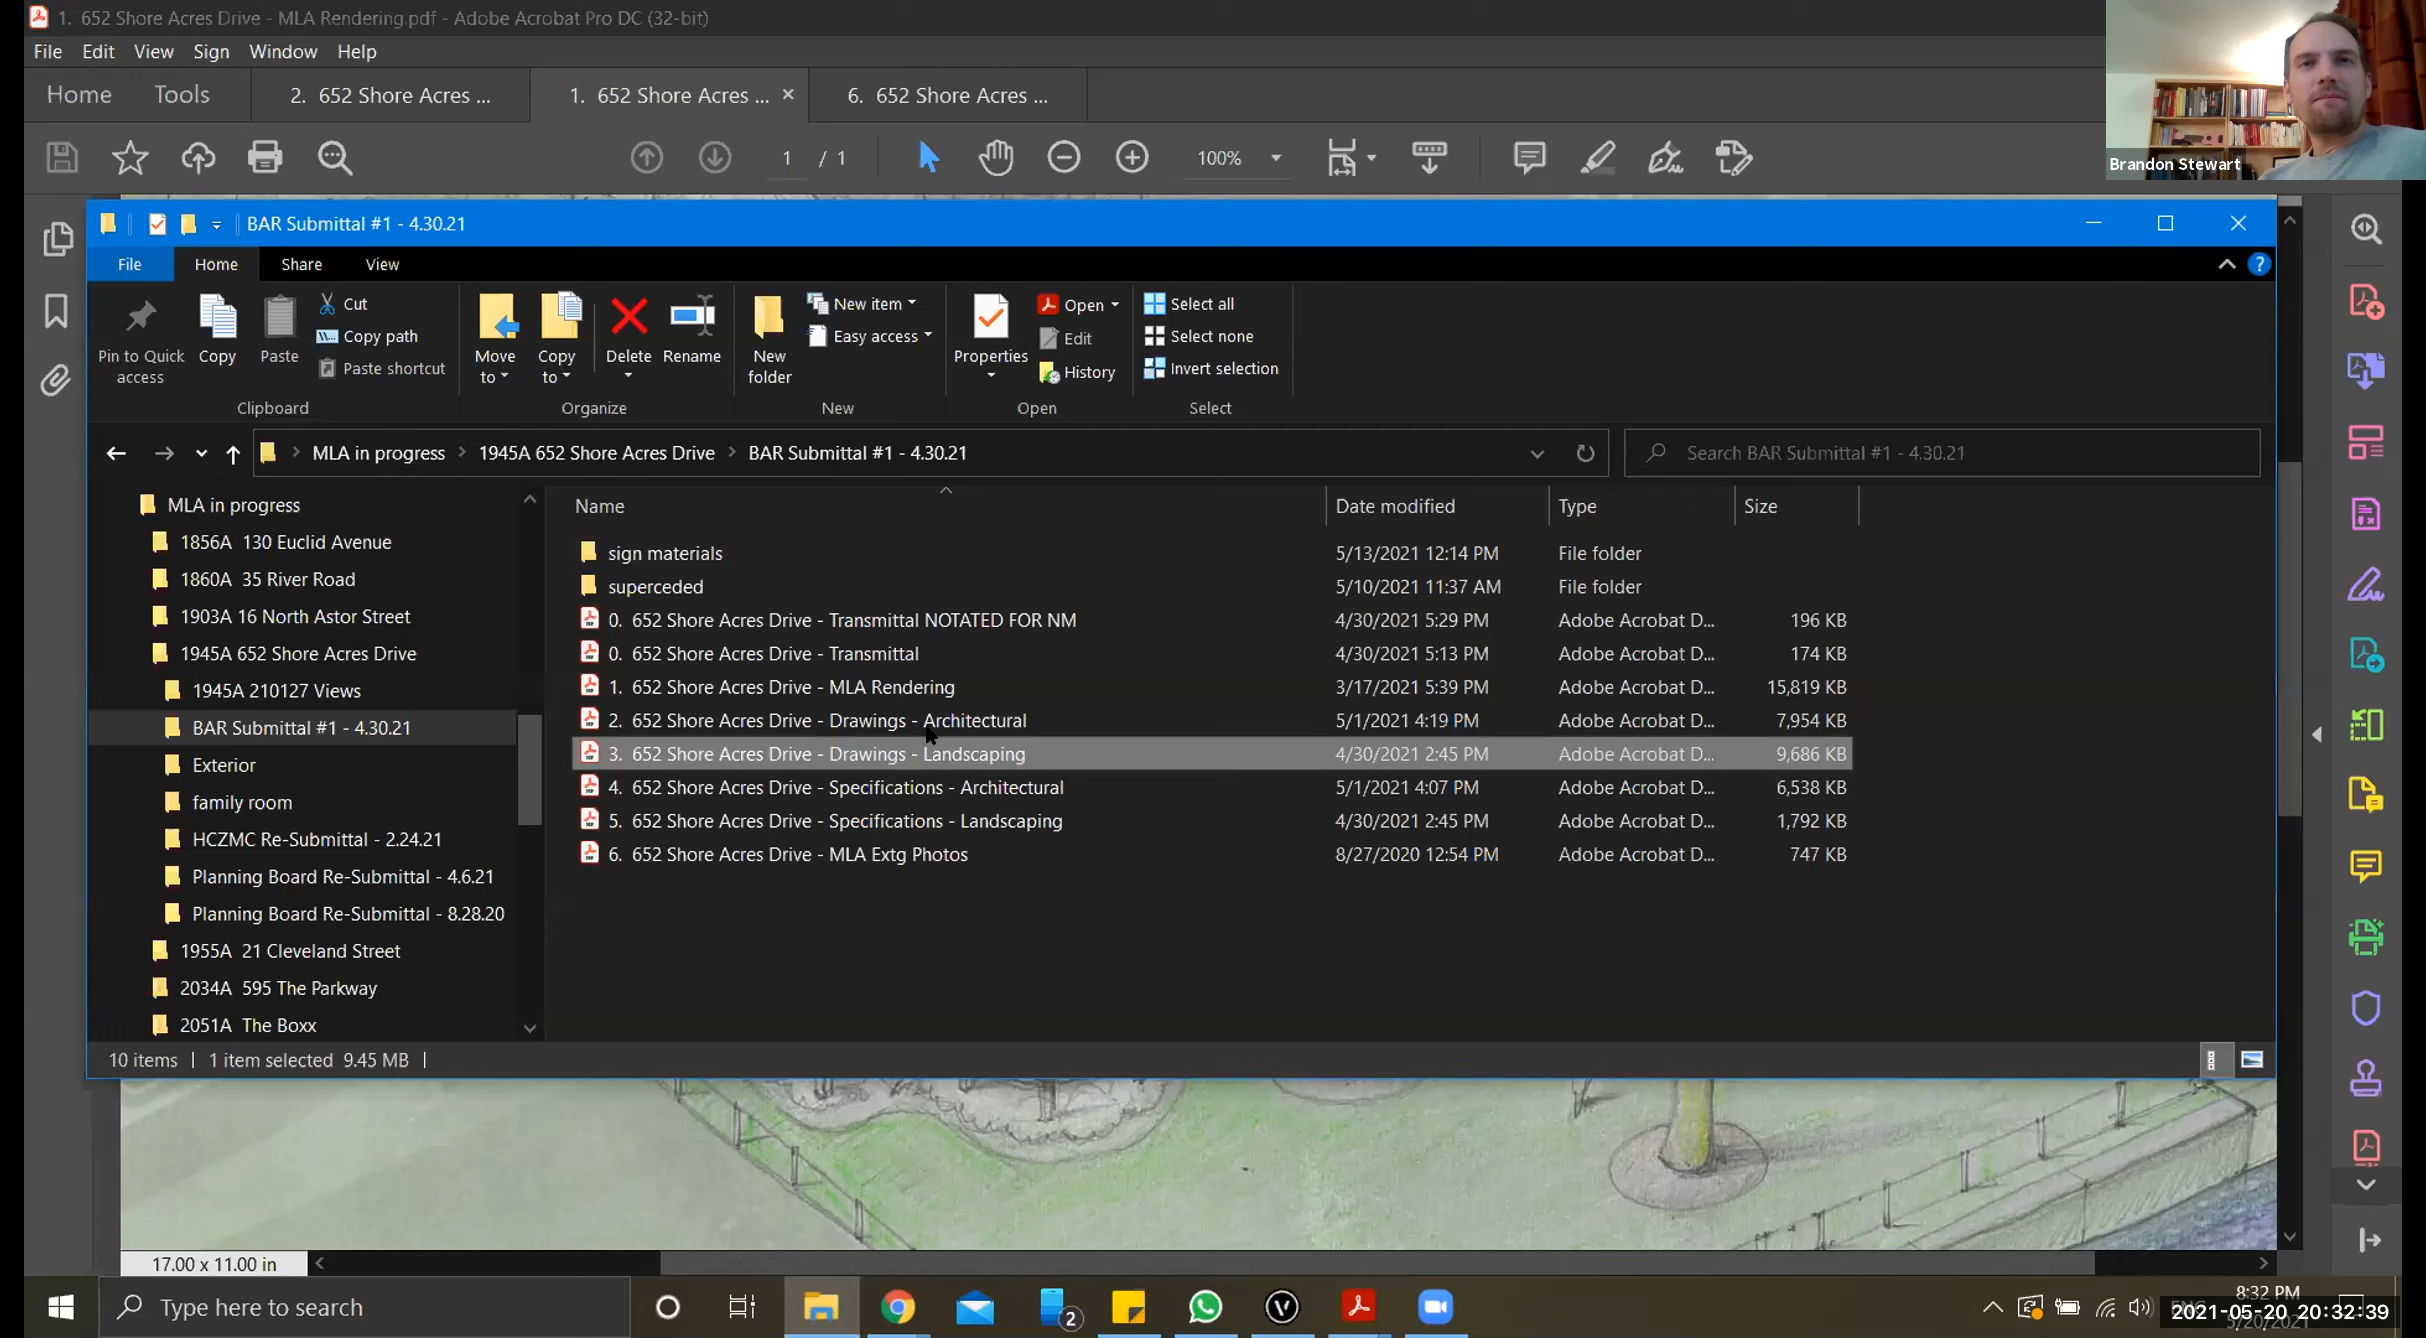 1. 652 Shore Acres Drive - MLA Rendering.pdf - Adobe Acrobat Pro DC (32-bit)
File Edit View Sign Window Help
Home Tools 2. 652 Shore Acres ... 1. 652 Shore Acres ... × 6. 652 Shore Acres ...
1 / 1 100%
Brandon Stewart
BAR Submittal #1 - 4.30.21
File Home Share View
Pin to Quick access
Copy
Paste
Cut
Copy path
Paste shortcut
Clipboard
Move to
Copy to
Delete
Rename
Organize
New folder
New item
Easy access
New
Properties
Open
Edit
History
Open
Select all
Select none
Invert selection
Select
MLA in progress > 1945A 652 Shore Acres Drive > BAR Submittal #1 - 4.30.21
Search BAR Submittal #1 - 4.30.21
MLA in progress
1856A 130 Euclid Avenue
1860A 35 River Road
1903A 16 North Astor Street
1945A 652 Shore Acres Drive
1945A 210127 Views
BAR Submittal #1 - 4.30.21
Exterior
family room
HCZMC Re-Submittal - 2.24.21
Planning Board Re-Submittal - 4.6.21
Planning Board Re-Submittal - 8.28.20
1955A 21 Cleveland Street
2034A 595 The Parkway
2051A The Boxx
Name Date modified Type Size
sign materials 5/13/2021 12:14 PM File folder
superceded 5/10/2021 11:37 AM File folder
0. 652 Shore Acres Drive - Transmittal NOTATED FOR NM 4/30/2021 5:29 PM Adobe Acrobat D... 196 KB
0. 652 Shore Acres Drive - Transmittal 4/30/2021 5:13 PM Adobe Acrobat D... 174 KB
1. 652 Shore Acres Drive - MLA Rendering 3/17/2021 5:39 PM Adobe Acrobat D... 15,819 KB
2. 652 Shore Acres Drive - Drawings - Architectural 5/1/2021 4:19 PM Adobe Acrobat D... 7,954 KB
3. 652 Shore Acres Drive - Drawings - Landscaping 4/30/2021 2:45 PM Adobe Acrobat D... 9,686 KB
4. 652 Shore Acres Drive - Specifications - Architectural 5/1/2021 4:07 PM Adobe Acrobat D... 6,538 KB
5. 652 Shore Acres Drive - Specifications - Landscaping 4/30/2021 2:45 PM Adobe Acrobat D... 1,792 KB
6. 652 Shore Acres Drive - MLA Extg Photos 8/27/2020 12:54 PM Adobe Acrobat D... 747 KB
10 items 1 item selected 9.45 MB
17.00 x 11.00 in
Type here to search
2
8:32 PM
2021-05-20 20:32:39